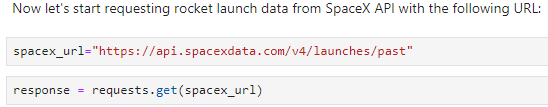 Now let's start requesting rocket launch data from SpaceX API with the following URL:
spacex_url="https://api.spacexdata.com/v4/launches/past"
response = requests.get(spacex_url)